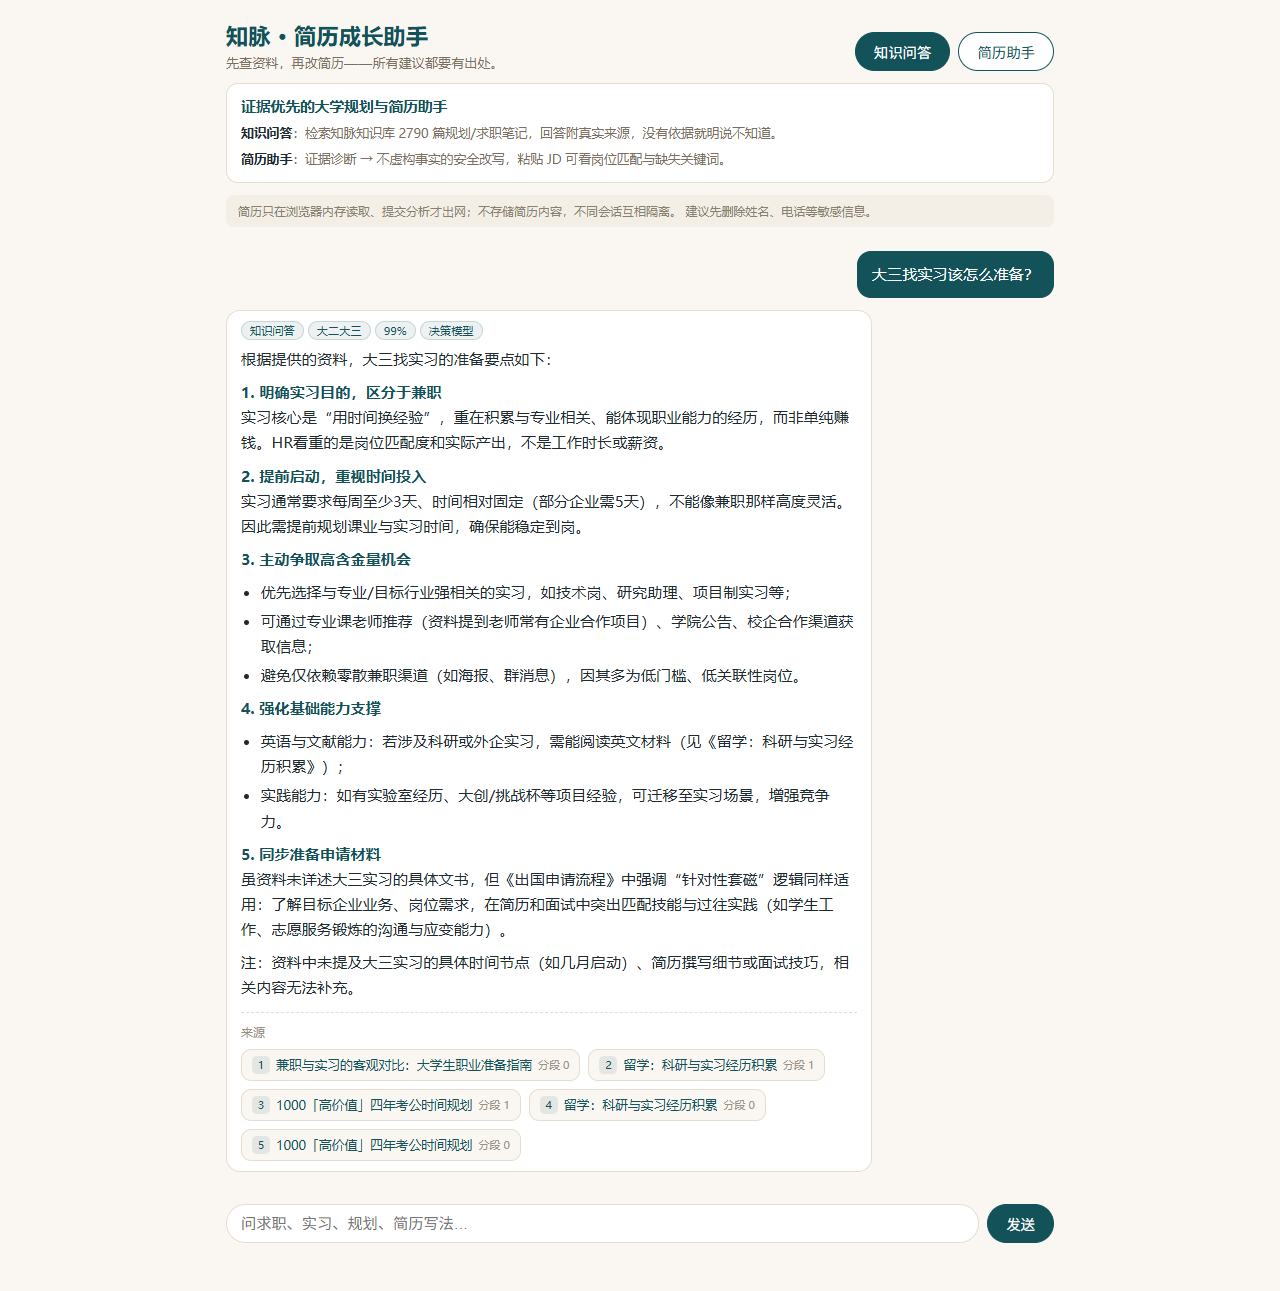 知脉・简历成长助手
先查资料，再改简历——所有建议都要有出处。
知识问答
简历助手
证据优先的大学规划与简历助手
知识问答：检索知脉知识库 2790 篇规划/求职笔记，回答附真实来源，没有依据就明说不知道。
简历助手：证据诊断 → 不虚构事实的安全改写，粘贴 JD 可看岗位匹配与缺失关键词。
简历只在浏览器内存读取、提交分析才出网；不存储简历内容，不同会话互相隔离。 建议先删除姓名、电话等敏感信息。
大三找实习该怎么准备？
知识问答 大二大三 99% 决策模型
根据提供的资料，大三找实习的准备要点如下：
1. 明确实习目的，区分于兼职
实习核心是“用时间换经验”，重在积累与专业相关、能体现职业能力的经历，而非单纯赚
钱。HR看重的是岗位匹配度和实际产出，不是工作时长或薪资。
2. 提前启动，重视时间投入
实习通常要求每周至少3天、时间相对固定（部分企业需5天），不能像兼职那样高度灵活。
因此需提前规划课业与实习时间，确保能稳定到岗。
3. 主动争取高含金量机会
• 优先选择与专业/目标行业强相关的实习，如技术岗、研究助理、项目制实习等；
• 可通过专业课老师推荐（资料提到老师常有企业合作项目）、学院公告、校企合作渠道获
取信息；
• 避免仅依赖零散兼职渠道（如海报、群消息），因其多为低门槛、低关联性岗位。
4. 强化基础能力支撑
• 英语与文献能力：若涉及科研或外企实习，需能阅读英文材料（见《留学：科研与实习经
历积累》）；
• 实践能力：如有实验室经历、大创/挑战杯等项目经验，可迁移至实习场景，增强竞争
力。
5. 同步准备申请材料
虽资料未详述大三实习的具体文书，但《出国申请流程》中强调“针对性套磁”逻辑同样适
用：了解目标企业业务、岗位需求，在简历和面试中突出匹配技能与过往实践（如学生工
作、志愿服务锻炼的沟通与应变能力）。
注：资料中未提及大三实习的具体时间节点（如几月启动）、简历撰写细节或面试技巧，相
关内容无法补充。
来源
1 兼职与实习的客观对比：大学生职业准备指南 分段 0
2 留学：科研与实习经历积累 分段 1
3 1000「高价值」四年考公时间规划 分段 1
4 留学：科研与实习经历积累 分段 0
5 1000「高价值」四年考公时间规划 分段 0
问求职、实习、规划、简历写法...
发送